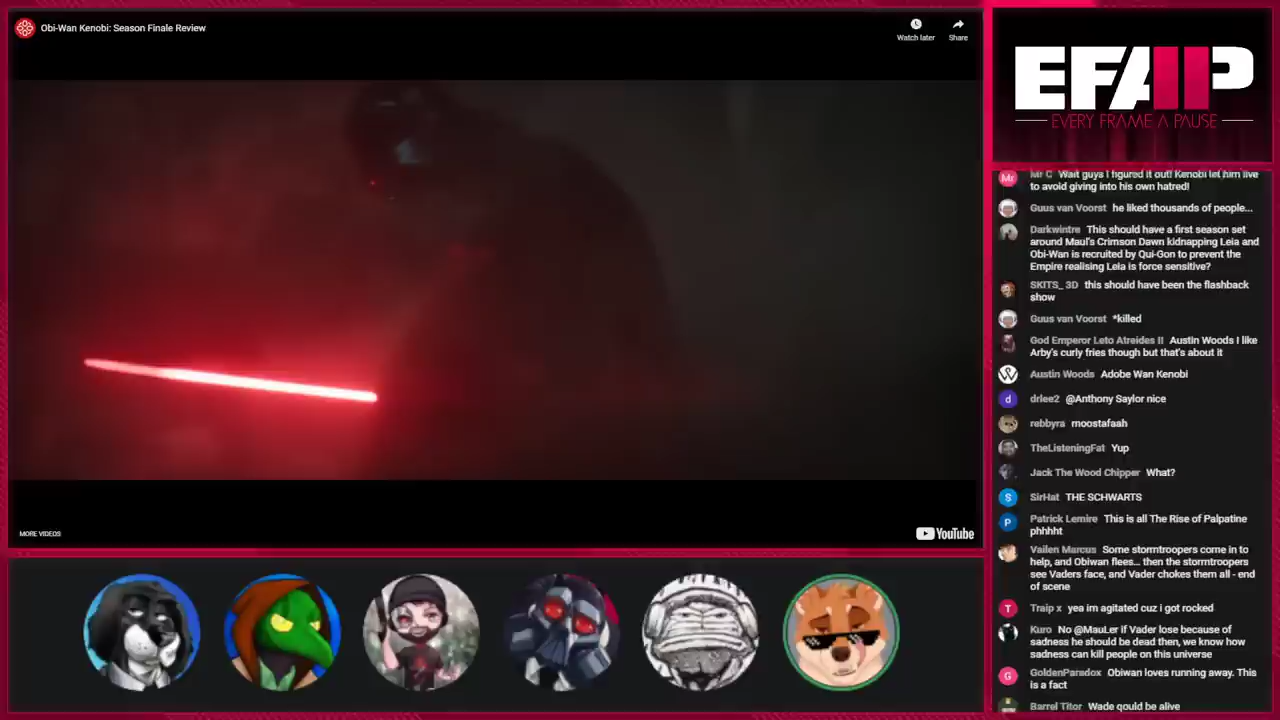 Obi-Wan Kenobi: Season Finale Review
Watch later
Share
MORE VIDEOS
YouTube
EFAP
EVERY FRAME A PAUSE
Mr C Wait guys I figured it out! Kenobi let him live
to avoid giving into his own hatred!
Guus van Voorst he liked thousands of people...
Darkwintre This should have a first season set
around Maul's Crimson Dawn kidnapping Leia and
Obi-Wan is recruited by Qui-Gon to prevent the
Empire realising Leia is force sensitive?
SKITS_ 3D this should have been the flashback
show
Guus van Voorst *killed
God Emperor Leto Atreides II Austin Woods I like
Arby's curly fries though but that's about it
Austin Woods Adobe Wan Kenobi
drlee2 @Anthony Saylor nice
rebbyra moostafaah
TheListeningFat Yup
Jack The Wood Chipper What?
SirHat THE SCHWARTS
Patrick Lemire This is all The Rise of Palpatine
phhhht
Vailen Marcus Some stormtroopers come in to
help, and Obiwan flees... then the stormtroopers
see Vaders face, and Vader chokes them all - end
of scene
Traip x yea im agitated cuz i got rocked
Kuro No @MauLer if Vader lose because of
sadness he should be dead then, we know how
sadness can kill people on this universe
GoldenParadox Obiwan loves running away. This
is a fact
Barrel Titor Wade qould be alive